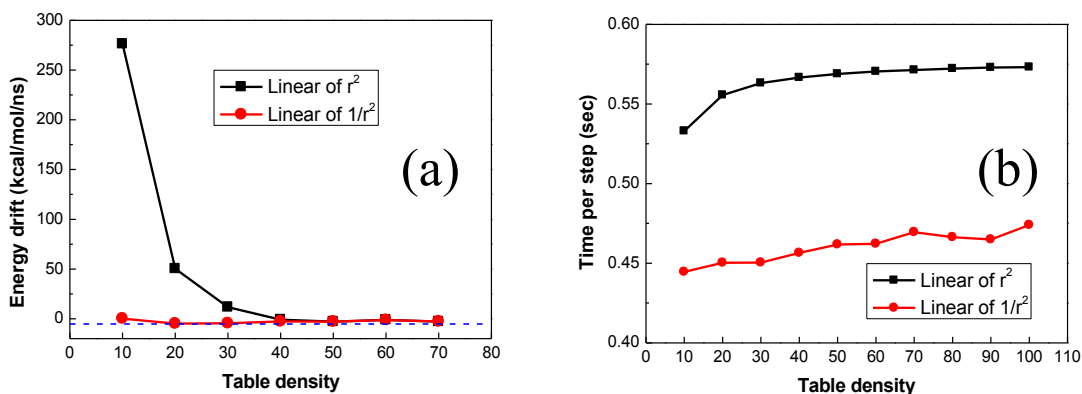 Energy drift (kcal/mol/ns)
300
250
200
150
100
50
0
Linear of r²
Linear of 1/r²
(a)
0 10 20 30 40 50 60 70 80
Table density
Time per step (sec)
0.60
0.55
0.50
0.45
0.40
(b)
Linear of r²
Linear of 1/r²
0 10 20 30 40 50 60 70 80 90 100 110
Table density